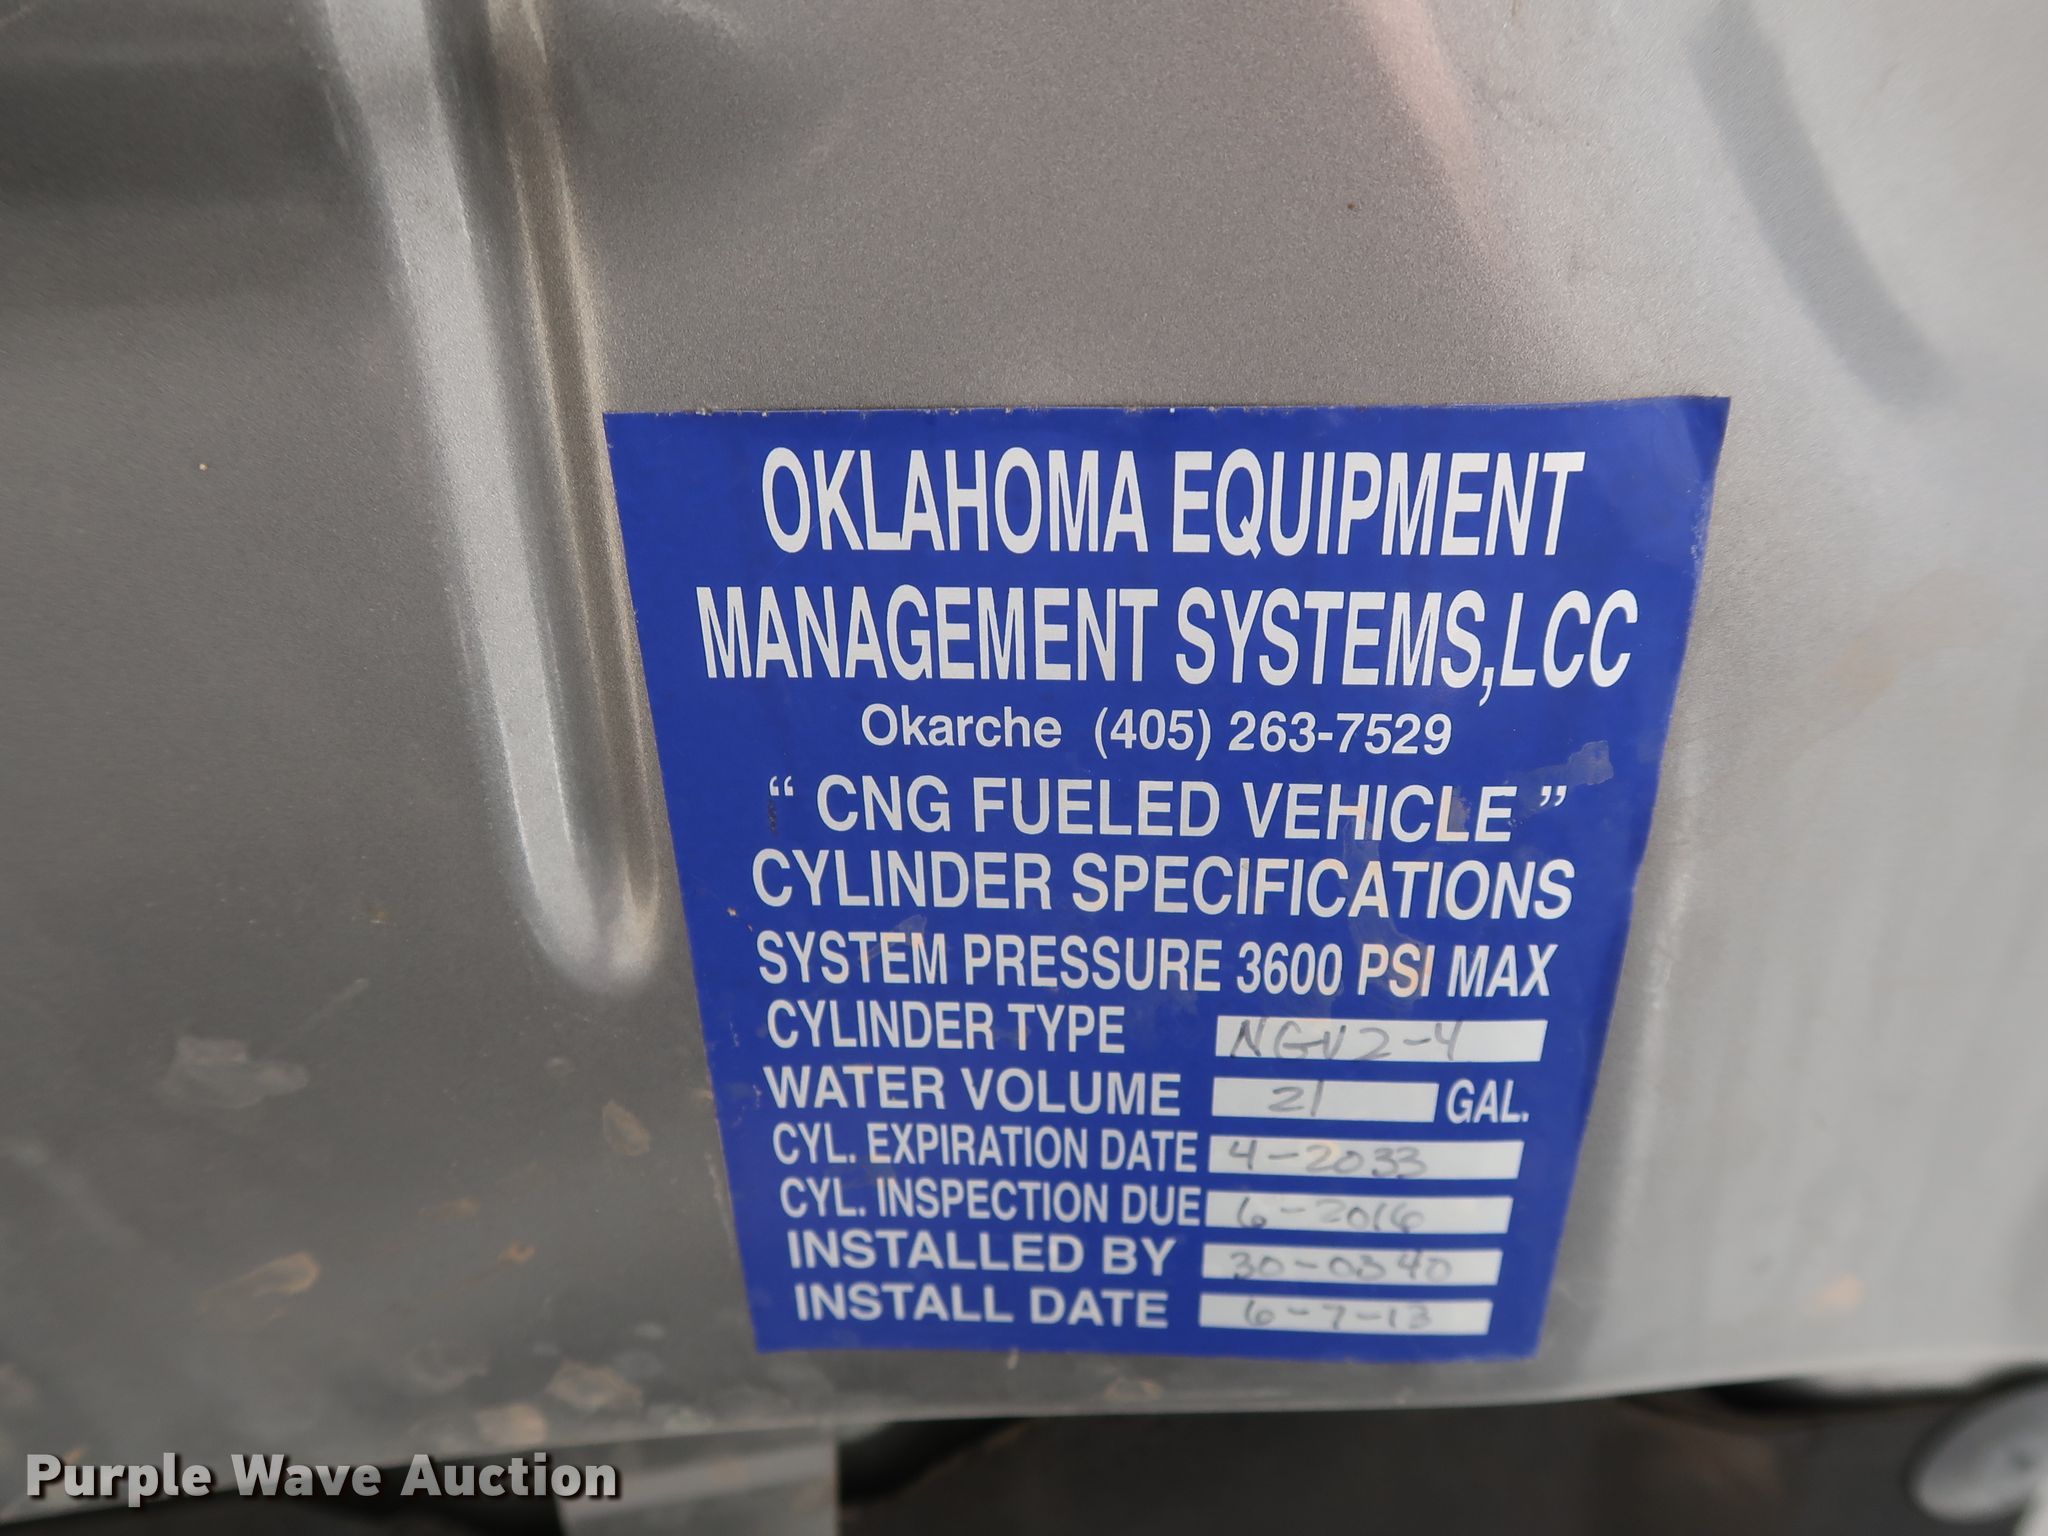 OKLAHOMA EQUIPMENT
MANAGEMENT SYSTEMS,LCC
Okarche (405) 263-7529
“ CNG FUELED VEHICLE ”
CYLINDER SPECIFICATIONS
SYSTEM PRESSURE 3600 PSI MAX
CYLINDER TYPE NGV2-4
WATER VOLUME 21 GAL.
CYL. EXPIRATION DATE 4-2033
CYL. INSPECTION DUE 6-2016
INSTALLED BY 30-0340
INSTALL DATE 6-7-13
Purple Wave Auction